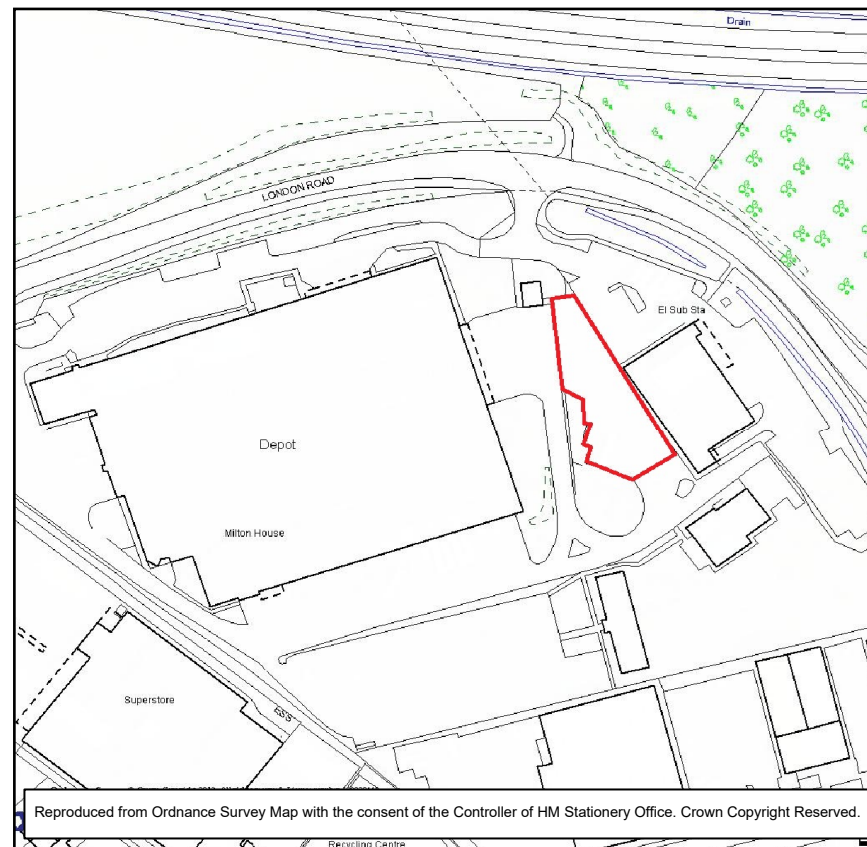 Drain
LONDON ROAD
El Sub Sta
Depot
Milton House
Superstore
ESS
Reproduced from Ordnance Survey Map with the consent of the Controller of HM Stationery Office. Crown Copyright Reserved.
Recycling Centre